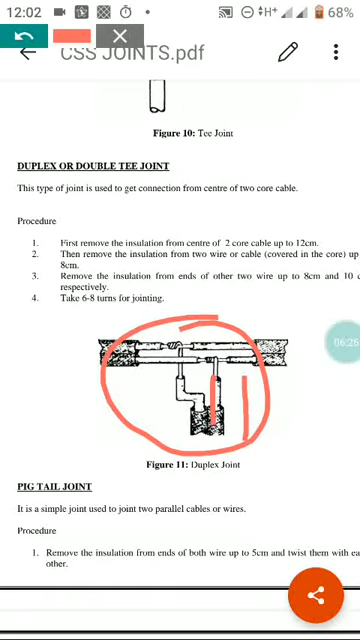 12:02
H+
68%
CSS JOINTS.pdf
Figure 10: Tee Joint
DUPLEX OR DOUBLE TEE JOINT
This type of joint is used to get connection from centre of two core cable.
Procedure
1. First remove the insulation from centre of 2 core cable up to 12cm.
2. Then remove the insulation from two wire or cable (covered in the core) up
8cm.
3. Remove the insulation from ends of other two wire up to 8cm and 10 c
respectively.
4. Take 6-8 turns for jointing.
06:26
Figure 11: Duplex Joint
PIG TAIL JOINT
It is a simple joint used to joint two parallel cables or wires.
Procedure
1. Remove the insulation from ends of both wire up to 5cm and twist them with ea
other.